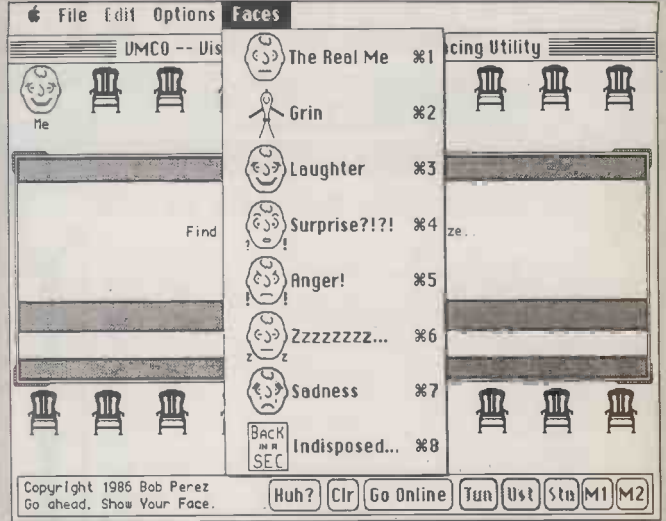 File Edit Options Faces
VMCO -- Vis
cing Utility
Me
The Real Me ⌘1
Grin ⌘2
Laughter ⌘3
Surprise?!?! ⌘4
Anger! ⌘5
Zzzzzzzz... ⌘6
Sadness ⌘7
BACK IN A SEC
Indisposed... ⌘8
Find
ze..
Copyright 1986 Bob Perez
Go ahead. Show Your Face.
Huh? Clr Go Online Tun Ust Stn M1 M2